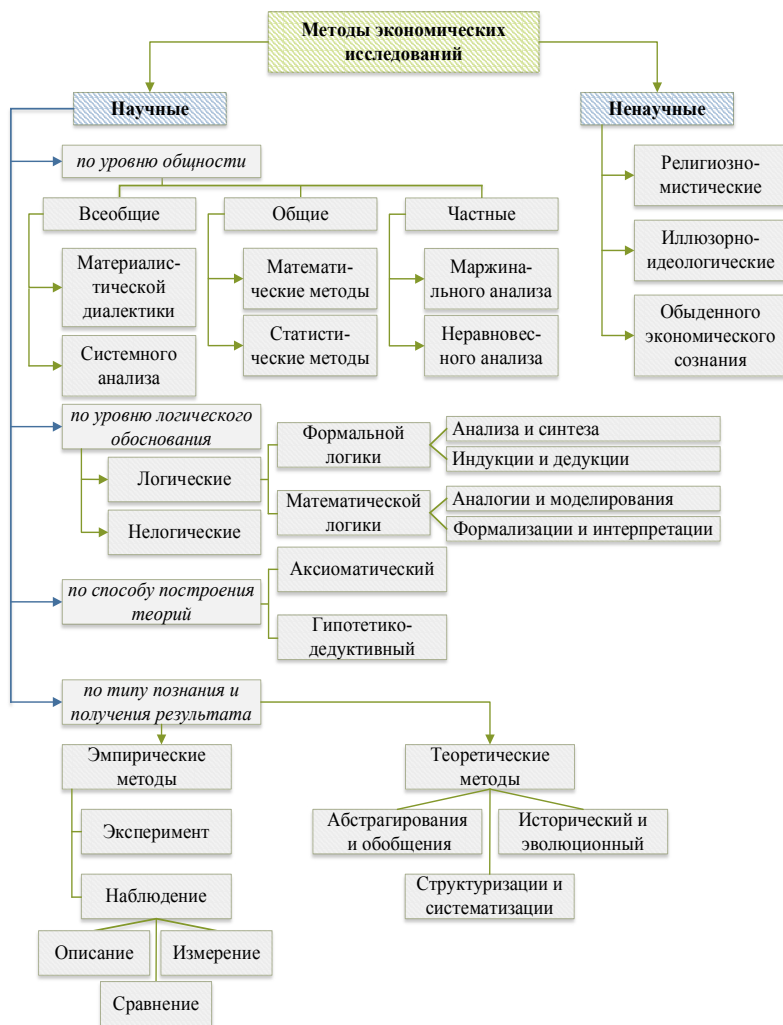 Методы экономических
исследований
Научные
Ненаучные
по уровню общности
Религиозно-
мистические
Всеобщие
Общие
Частные
Иллюзорно-
идеологические
Материалис-
тической
диалектики
Математи-
ческие методы
Маржина-
льного анализа
Обыденного
экономического
сознания
Системного
анализа
Статисти-
ческие методы
Неравновес-
ного анализа
по уровню логического
обоснования
Формальной
логики
Анализа и синтеза
Индукции и дедукции
Логические
Математической
логики
Аналогии и моделирования
Формализации и интерпретации
Нелогические
по способу построения
теорий
Аксиоматический
Гипотетико-
дедуктивный
по типу познания и
получения результата
Эмпирические
методы
Теоретические
методы
Эксперимент
Абстрагирования
и обобщения
Исторический и
эволюционный
Наблюдение
Структуризации и
систематизации
Описание
Измерение
Сравнение